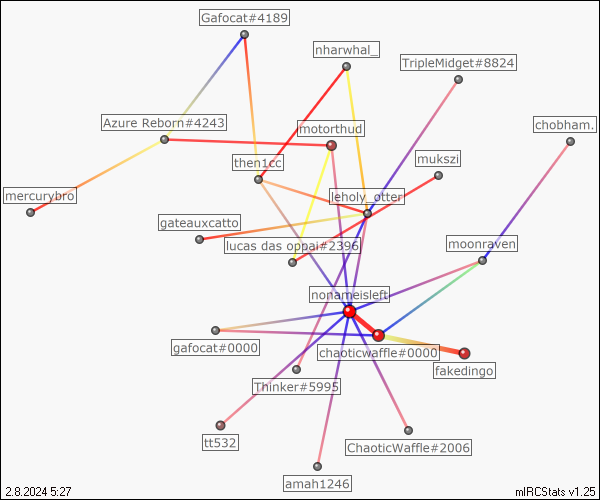 Gafocat#4189
nharwhal_
TripleMidget#8824
Azure Reborn#4243
motorthud
chobham.
then1cc
mukszi
mercurybro
leholy_otter
gateauxcatto
lucas das oppai#2396
moonraven
nonameisleft
gafocat#0000
chaoticwaffle#0000
fakedingo
Thinker#5995
tt532
ChaoticWaffle#2006
amah1246
2.8.2024 5:27
mIRCStats v1.25